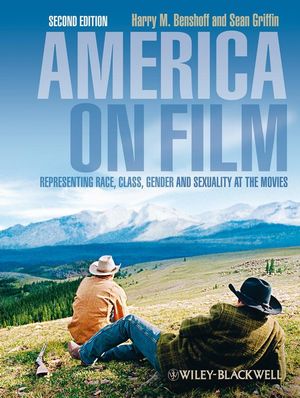 SECOND EDITION
Harry M. Benshoff and Sean Griffin
AMERICA
ON FILM
REPRESENTING RACE, CLASS, GENDER AND SEXUALITY AT THE MOVIES
WILEY-BLACKWELL